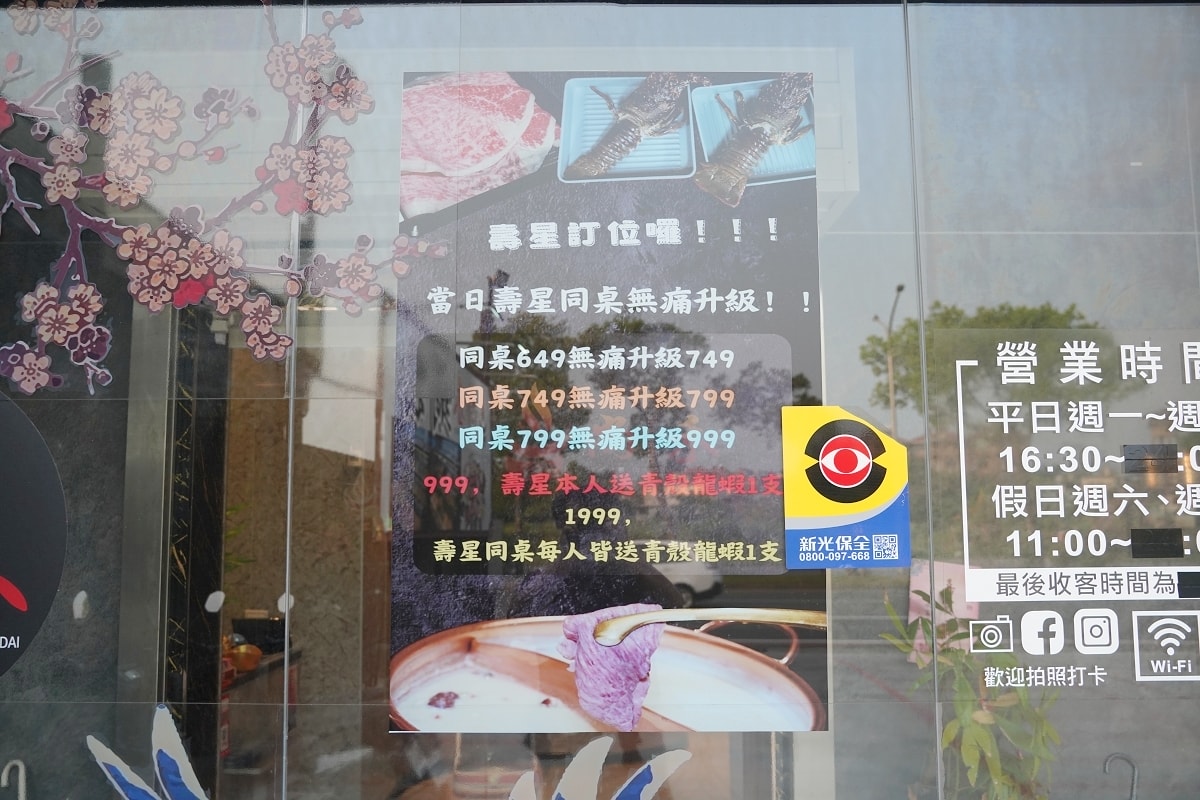 壽星訂位囉！！！
當日壽星同桌無痛升級！！
同桌649無痛升級749
同桌749無痛升級799
同桌799無痛升級999
999，壽星本人送青殼龍蝦1支
1999，
壽星同桌每人皆送青殼龍蝦1支
新光保全
0800-097-668
DAI
營業時間
平日週一~週
16:30~
假日週六、週
11:00~
最後收客時間為
Wi-Fi
歡迎拍照打卡